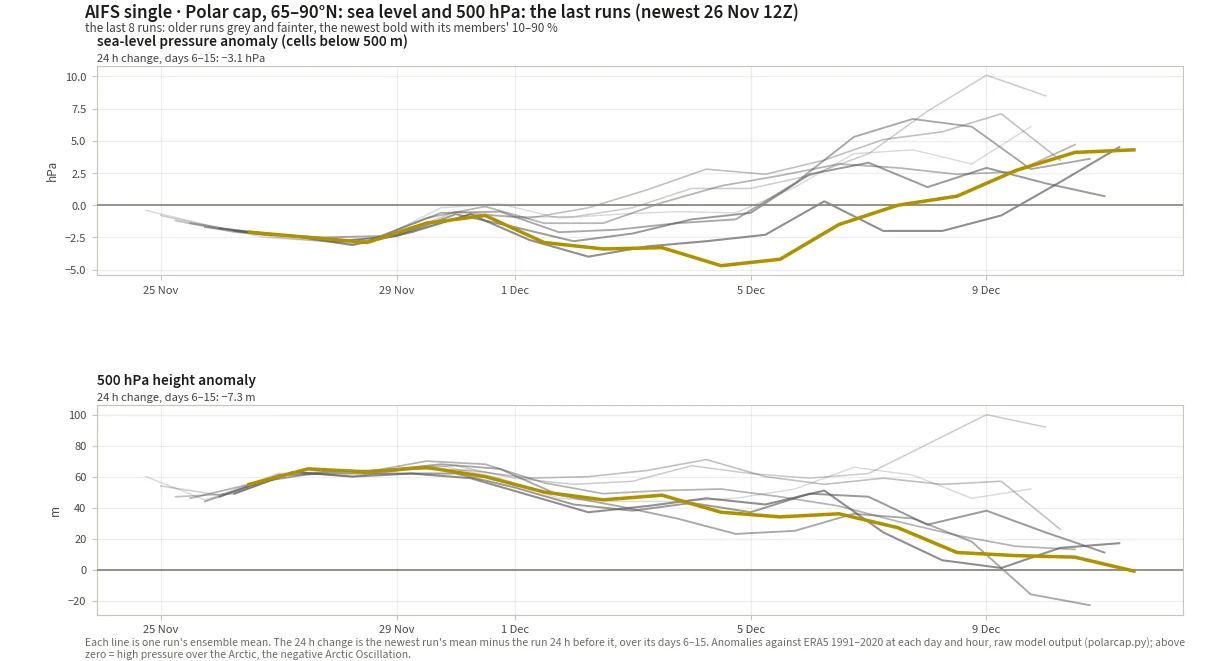 AIFS single · Polar cap, 65–90°N: sea level and 500 hPa: the last runs (newest 26 Nov 12Z)
the last 8 runs: older runs grey and fainter, the newest bold with its members' 10–90 %
sea-level pressure anomaly (cells below 500 m)
24 h change, days 6–15: −3.1 hPa
10.0
7.5
5.0
2.5
0.0
−2.5
−5.0
hPa
25 Nov
29 Nov
1 Dec
5 Dec
9 Dec
500 hPa height anomaly
24 h change, days 6–15: −7.3 m
100
80
60
40
20
0
−20
m
25 Nov
29 Nov
1 Dec
5 Dec
9 Dec
Each line is one run's ensemble mean. The 24 h change is the newest run's mean minus the run 24 h before it, over its days 6–15. Anomalies against ERA5 1991–2020 at each day and hour, raw model output (polarcap.py); above
zero = high pressure over the Arctic, the negative Arctic Oscillation.